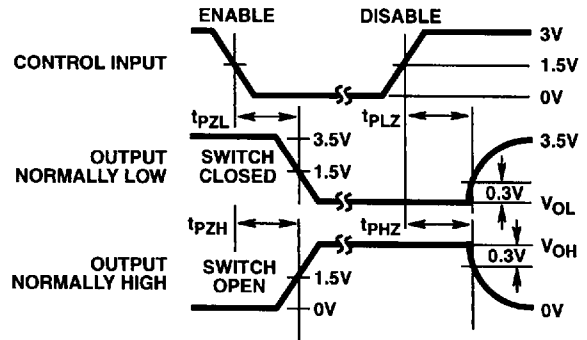 ENABLE
DISABLE
3V
CONTROL INPUT
1.5V
0V
tPZL
tPLZ
3.5V
3.5V
OUTPUT
NORMALLY LOW
SWITCH
CLOSED
1.5V
0.3V
VOL
tPZH
tPHZ
VOH
OUTPUT
NORMALLY HIGH
SWITCH
OPEN
0.3V
1.5V
0V
0V